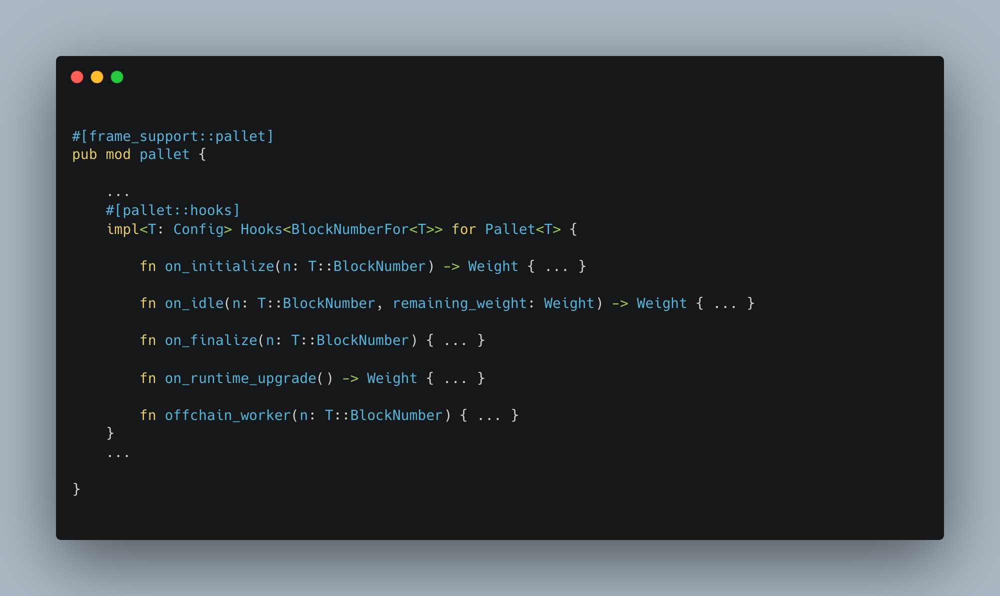 #[frame_support::pallet]
pub mod pallet {
...
#[pallet::hooks]
impl<T: Config> Hooks<BlockNumberFor<T>> for Pallet<T> {
fn on_initialize(n: T::BlockNumber) -> Weight { ... }
fn on_idle(n: T::BlockNumber, remaining_weight: Weight) -> Weight { ... }
fn on_finalize(n: T::BlockNumber) { ... }
fn on_runtime_upgrade() -> Weight { ... }
fn offchain_worker(n: T::BlockNumber) { ... }
}
...
}